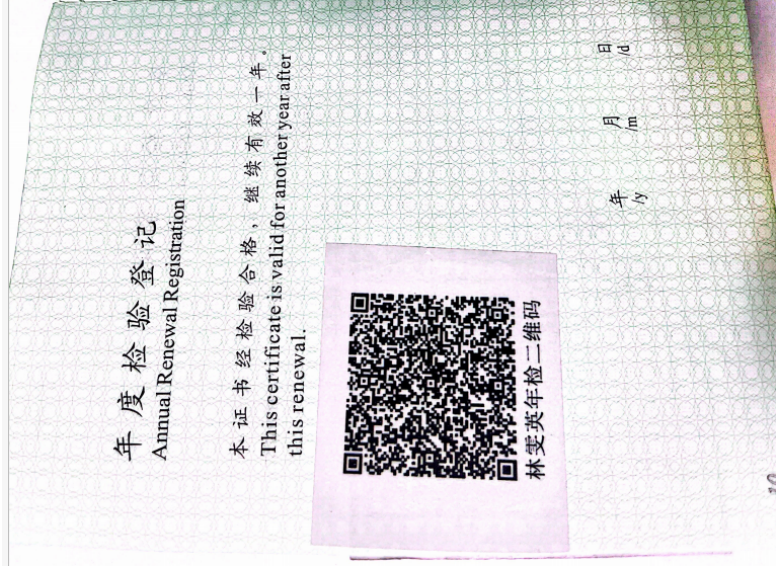 年度检验登记
Annual Renewal Registration
本证书经检验合格，继续有效一年。
This certificate is valid for another year after
this renewal.
林雯英年检二维码
年 月 日
/y /m /d